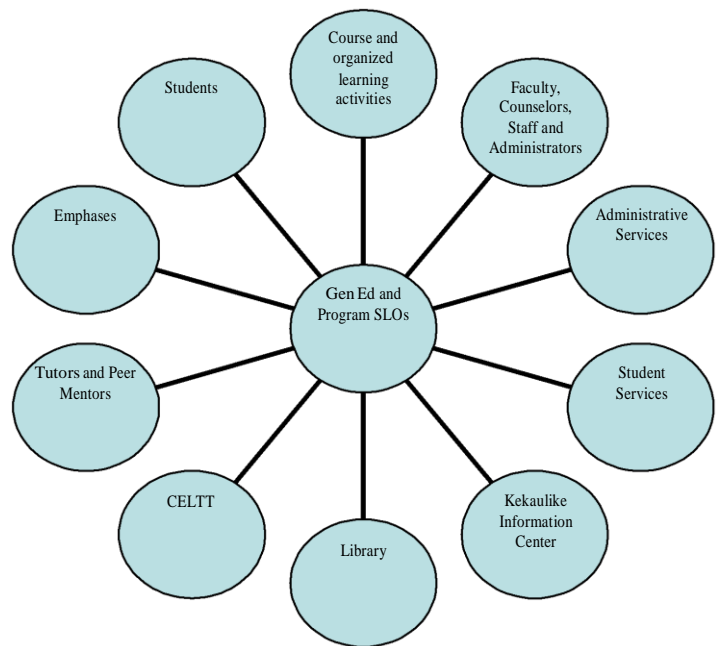 Course and
organized
learning
activities
Students
Faculty,
Counselors,
Staff and
Administrators
Emphases
Administrative
Services
Gen Ed and
Program SLOs
Tutors and Peer
Mentors
Student
Services
CELTT
Kekaulike
Information
Center
Library